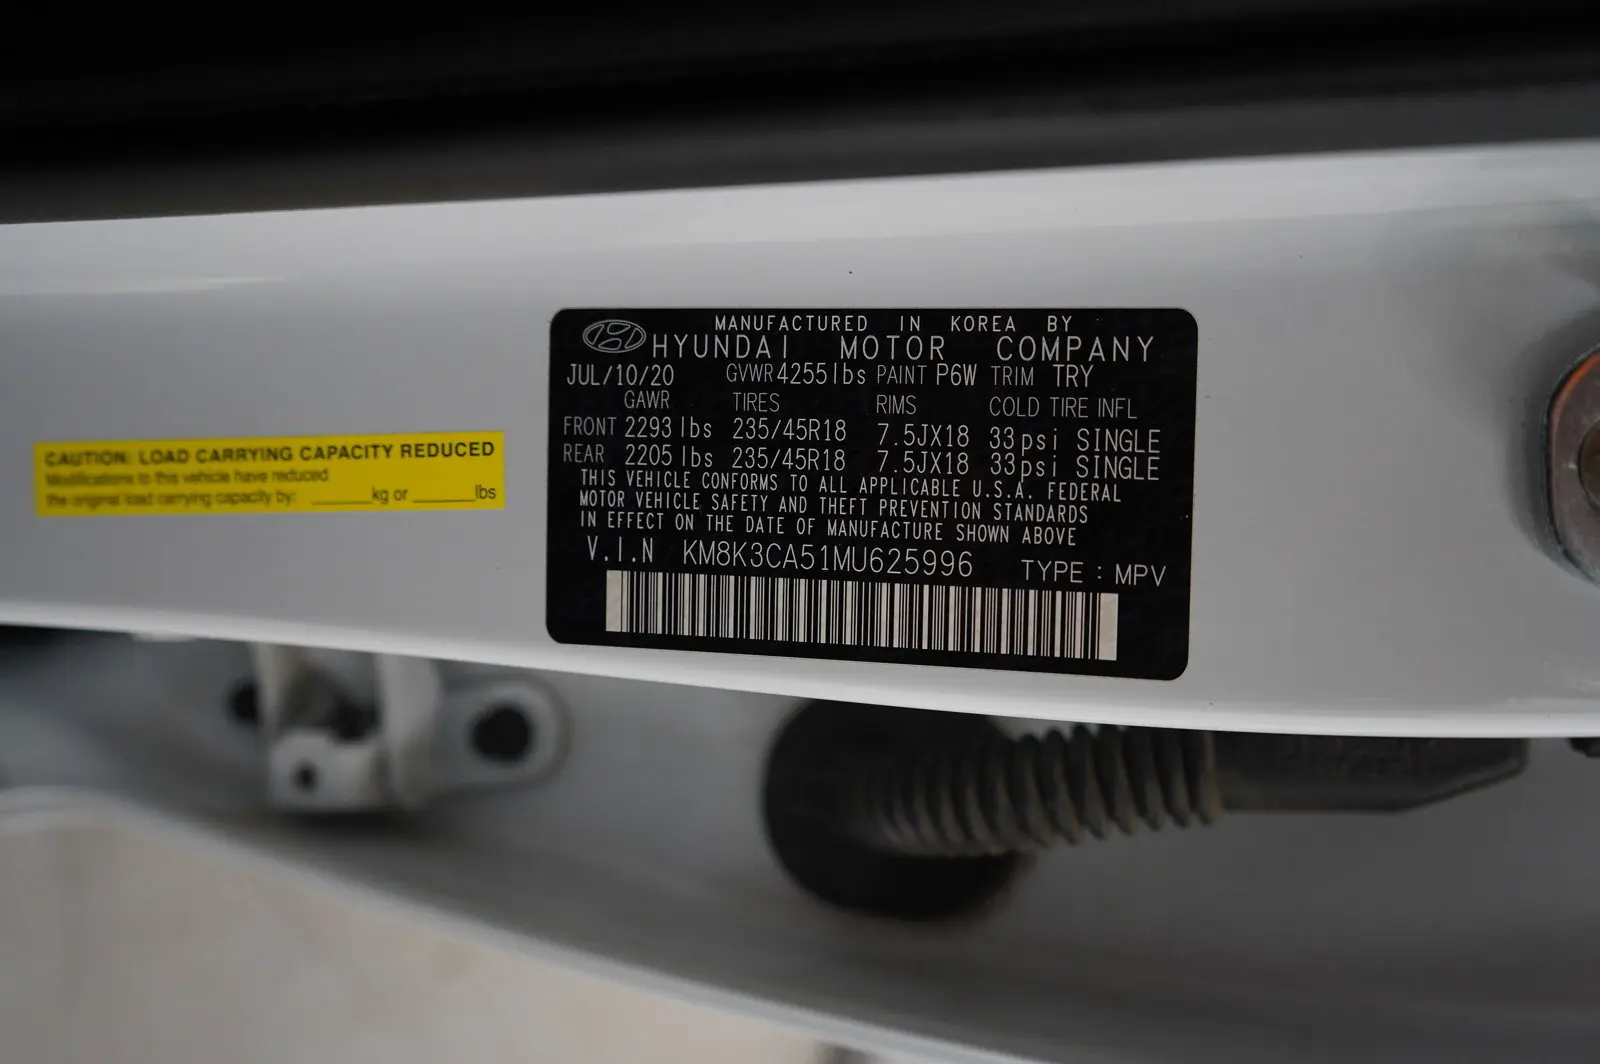 CAUTION: LOAD CARRYING CAPACITY REDUCED
Modifications to this vehicle have reduced
the original load carrying capacity by: ______kg or ______lbs
MANUFACTURED IN KOREA BY
HYUNDAI MOTOR COMPANY
JUL/10/20 GVWR 4255lbs PAINT P6W TRIM TRY
GAWR TIRES RIMS COLD TIRE INFL
FRONT 2293 lbs 235/45R18 7.5JX18 33psi SINGLE
REAR 2205 lbs 235/45R18 7.5JX18 33psi SINGLE
THIS VEHICLE CONFORMS TO ALL APPLICABLE U.S.A. FEDERAL
MOTOR VEHICLE SAFETY AND THEFT PREVENTION STANDARDS
IN EFFECT ON THE DATE OF MANUFACTURE SHOWN ABOVE
V.I.N KM8K3CA51MU625996 TYPE : MPV